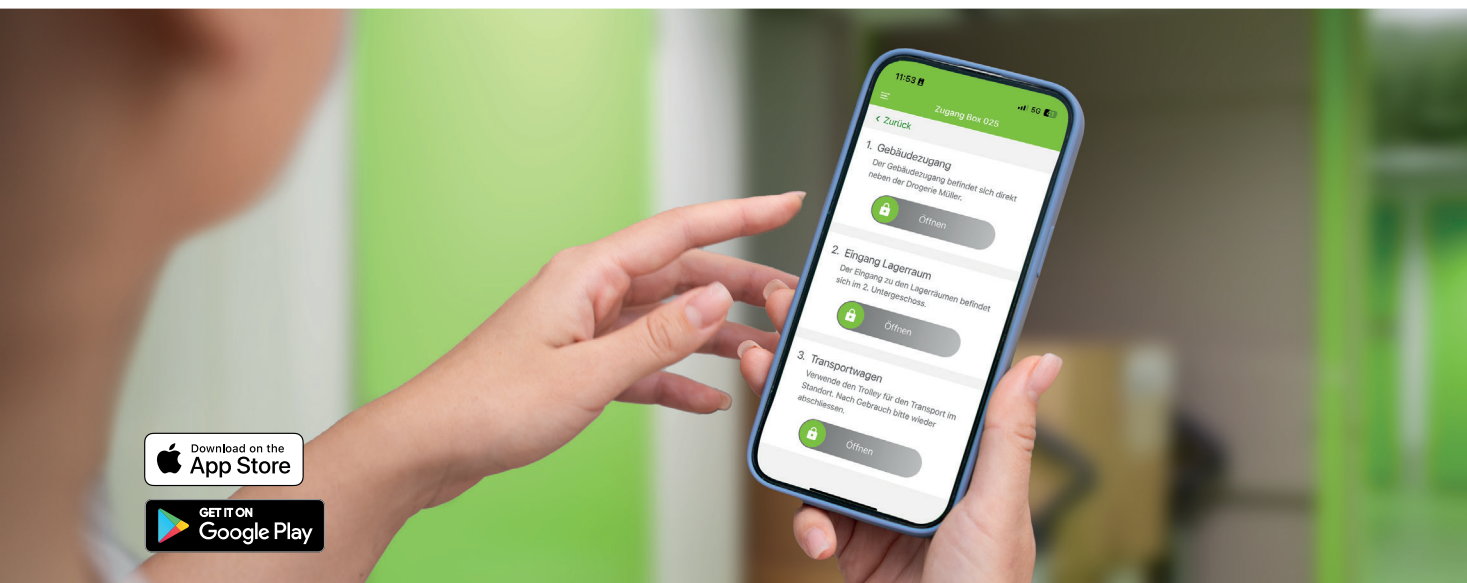 11:53
5G
Zugang Box 025
< Zurück
1. Gebäudezugang
Der Gebäudezugang befindet sich direkt
neben der Drogerie Müller.
Öffnen
2. Eingang Lagerraum
Der Eingang zu den Lagerräumen befindet
sich im 2. Untergeschoss.
Öffnen
3. Transportwagen
Verwende den Trolley für den Transport im
Standort. Nach Gebrauch bitte wieder
abschliessen.
Öffnen
Download on the
App Store
GET IT ON
Google Play